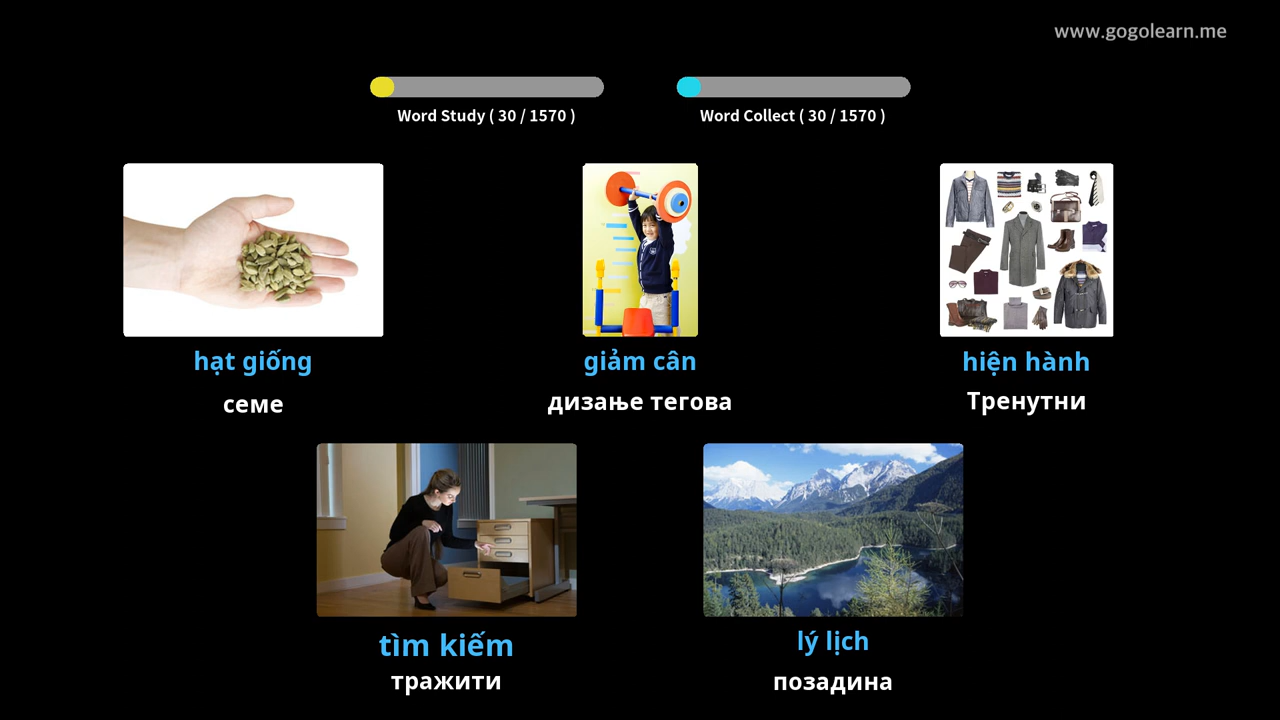 www.gogolearn.me
Word Study ( 30 / 1570 )
Word Collect ( 30 / 1570 )
hạt giống
giảm cân
hiện hành
семе
дизање тегова
Тренутни
tìm kiếm
lý lịch
тражити
позадина